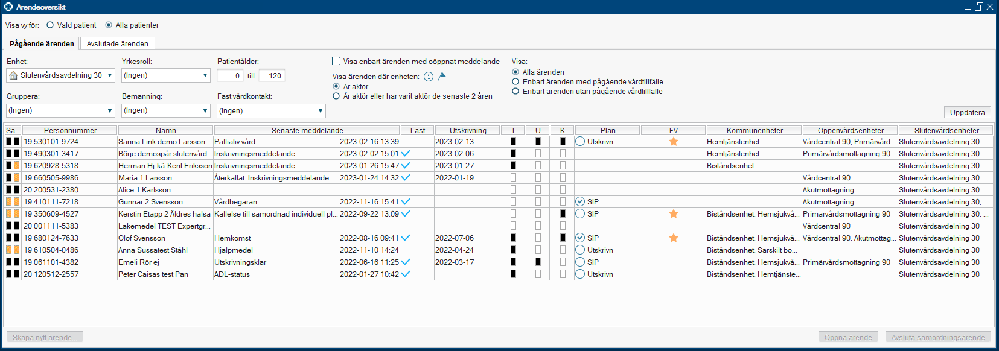 Ärendeöversikt
Visa vy för: Vald patient Alla patienter
Pågående ärenden Avslutade ärenden
Enhet: Yrkesroll: Patientålder: Visa enbart ärenden med oöppnat meddelande Visa:
Slutenvårdsavdelning 30 (Ingen) 0 till 120 Visa ärenden där enheten: Alla ärenden
Är aktör Enbart ärenden med pågående vårdtillfälle
Gruppera: Bemanning: Fast vårdkontakt: Är aktör eller har varit aktör de senaste 2 åren Enbart ärenden utan pågående vårdtillfälle
(Ingen) (Ingen) (Ingen) Uppdatera
Sa... Personnummer Namn Senaste meddelande Läst Utskrivning I U K Plan FV Kommunenheter Öppenvårdsenheter Slutenvårdsenheter
19 530101-9724 Sanna Link demo Larsson Palliativ vård 2023-02-16 13:39 2023-02-13 Utskrivn Hemtjänstenhet Vårdcentral 90, Primärvård... Slutenvårdsavdelning 30
19 490301-3417 Börje demospår slutenvård... Inskrivningsmeddelande 2023-02-02 15:01 2023-02-06 Hemtjänstenhet Primärvårdsmottagning 90 Slutenvårdsavdelning 30
19 620928-5318 Herman Hj-kä-Kent Eriksson Inskrivningsmeddelande 2023-01-26 15:47 2023-01-27 Biståndsenhet Slutenvårdsavdelning 30
19 660505-9986 Maria 1 Larsson Återkallat: Inskrivningsmeddelande 2023-01-24 14:32 2022-01-19 Vårdcentral 90 Slutenvårdsavdelning 30
20 200531-2380 Alice 1 Karlsson Akutmottagning Slutenvårdsavdelning 30
19 410111-7218 Gunnar 2 Svensson Vårdbegäran 2022-11-16 15:41 SIP Akutmottagning Slutenvårdsavdelning 30, ...
19 350609-4527 Kerstin Etapp 2 Äldres hälsa Kallelse till samordnad individuell pl... 2022-09-22 13:09 SIP Biståndsenhet, Hemsjukvå... Primärvårdsmottagning 90 Slutenvårdsavdelning 30, ...
20 001111-5383 Läkemedel TEST Expertgr... Vårdcentral 90 Slutenvårdsavdelning 30
19 680124-7633 Olof Svensson Hemkomst 2022-08-16 09:41 2022-07-06 SIP Biståndsenhet, Hemsjukvå... Vårdcentral 90, Akutmottag... Slutenvårdsavdelning 30
19 610504-0486 Anna Sussatest Ståhl Hjälpmedel 2022-11-10 14:24 2022-04-24 Utskrivn Biståndsenhet, Särskilt bo... Slutenvårdsavdelning 30
19 061101-4382 Emeli Rör ej Utskrivningsklar 2022-06-16 11:25 2022-03-17 SIP Biståndsenhet, Hemsjukvå... Primärvårdsmottagning 90 Slutenvårdsavdelning 30
20 120512-2557 Peter Caisas test Pan ADL-status 2022-01-27 10:42 Utskrivn Biståndsenhet, Hemtjänste... Slutenvårdsavdelning 30
Skapa nytt ärende... Öppna ärende Avsluta samordningsärende